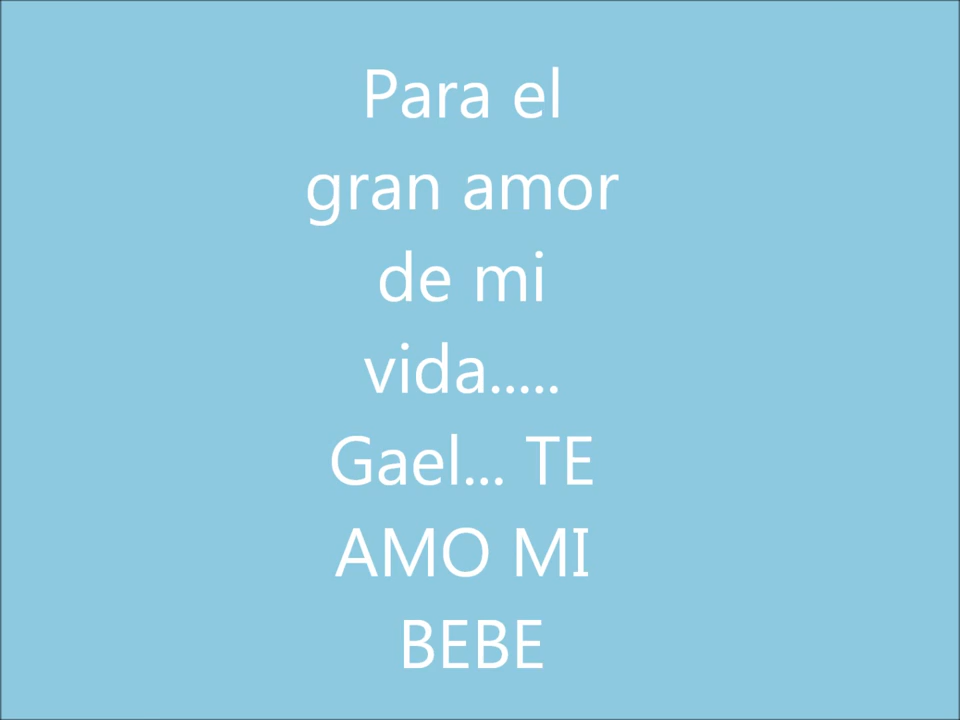 Para el
gran amor
de mi
vida.....
Gael... TE
AMO MI
BEBE